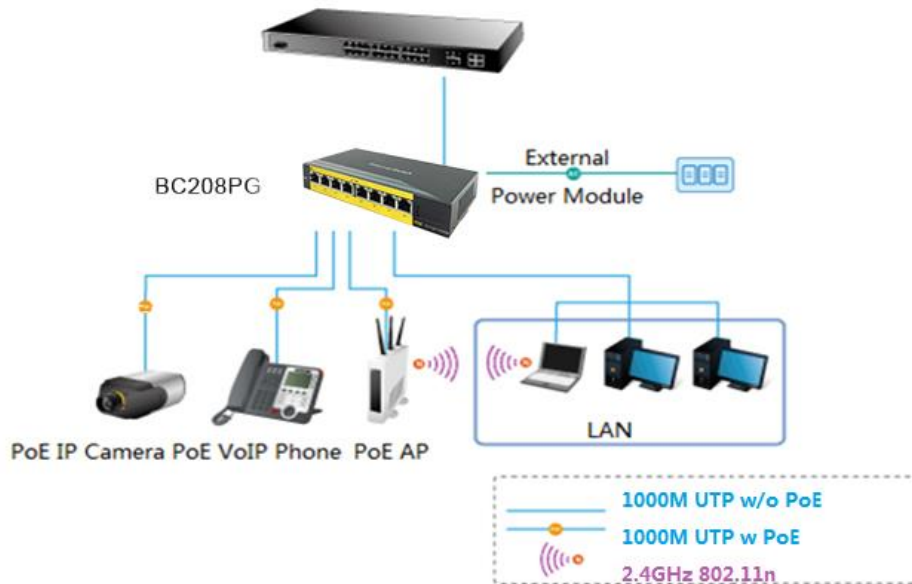 BC208PG
External
Power Module
PoE IP Camera PoE VoIP Phone PoE AP
LAN
1000M UTP w/o PoE
1000M UTP w PoE
2.4GHz 802.11n